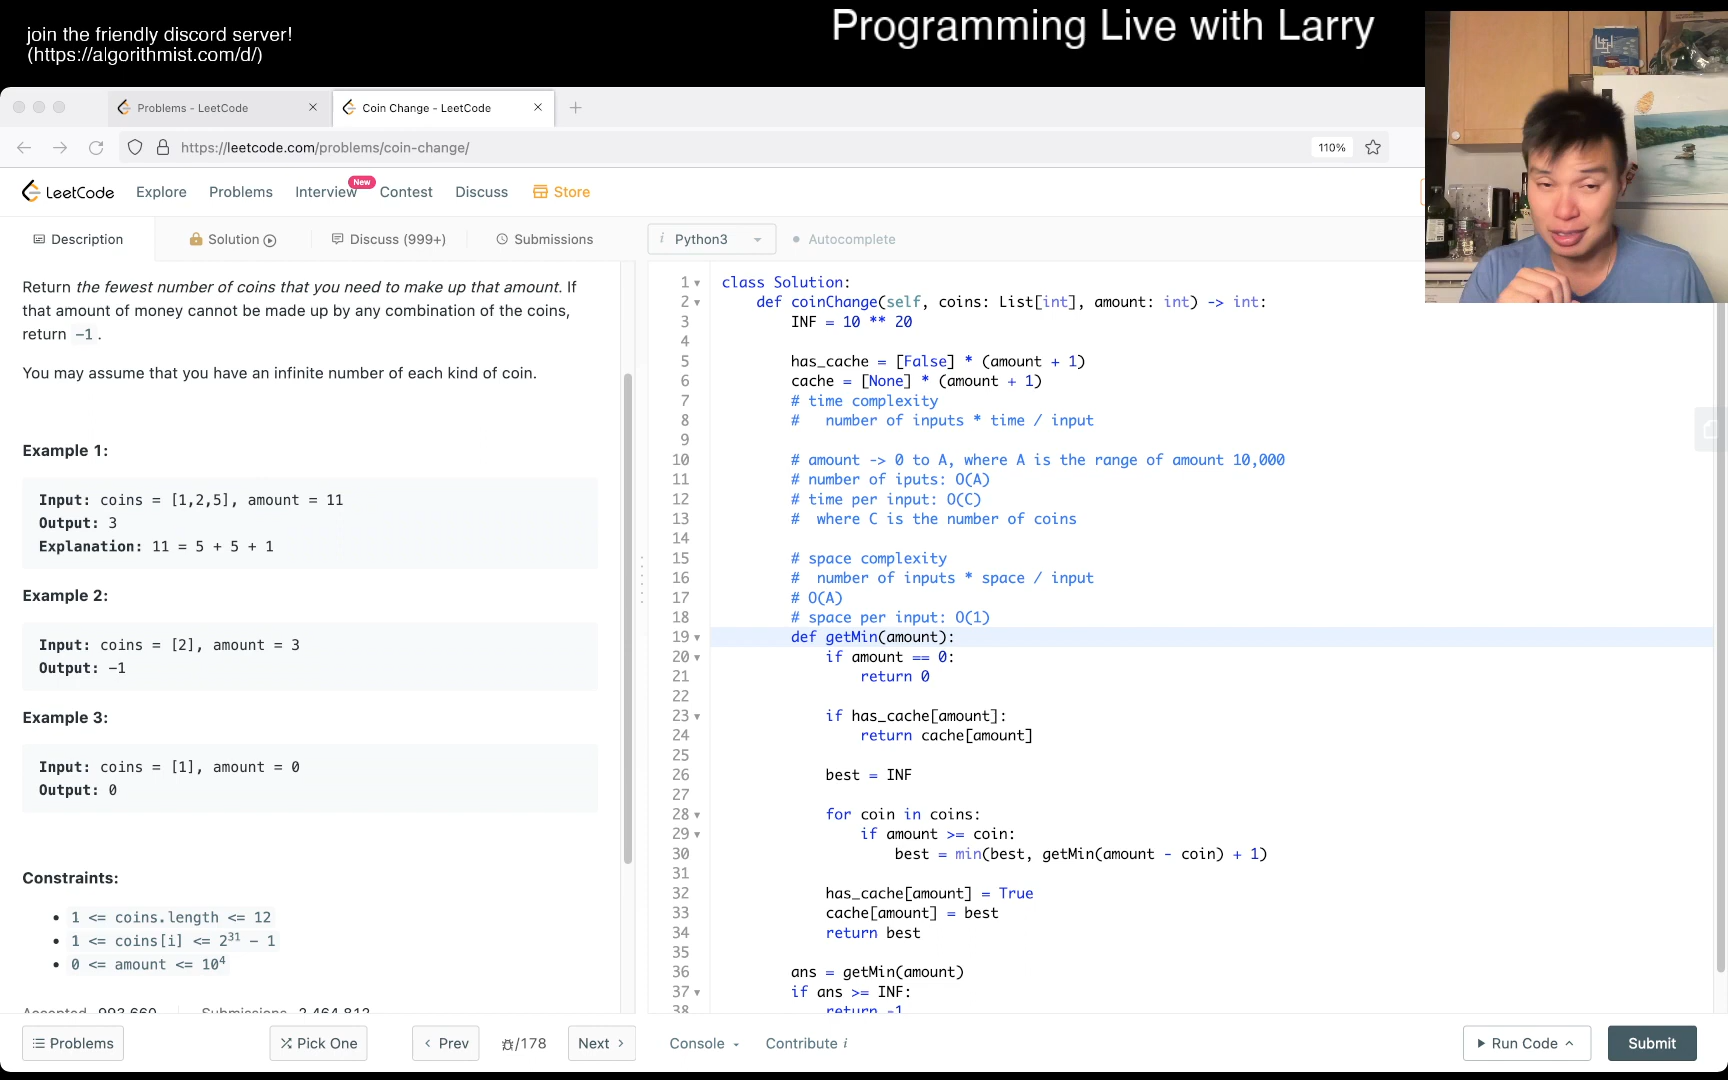 join the friendly discord server!
(https://algorithmist.com/d/)
Programming Live with Larry
Problems - LeetCode
Coin Change - LeetCode
https://leetcode.com/problems/coin-change/
110%
LeetCode
Explore
Problems
Interview
New
Contest
Discuss
Store
Description
Solution
Discuss (999+)
Submissions
i Python3
Autocomplete
Return the fewest number of coins that you need to make up that amount. If
that amount of money cannot be made up by any combination of the coins,
return -1.
You may assume that you have an infinite number of each kind of coin.
Example 1:
Input: coins = [1,2,5], amount = 11
Output: 3
Explanation: 11 = 5 + 5 + 1
Example 2:
Input: coins = [2], amount = 3
Output: -1
Example 3:
Input: coins = [1], amount = 0
Output: 0
Constraints:
• 1 <= coins.length <= 12
• 1 <= coins[i] <= 2^31 - 1
• 0 <= amount <= 10^4
Accepted 993,660 Submissions 2,464,812
1 class Solution:
2 def coinChange(self, coins: List[int], amount: int) -> int:
3 INF = 10 ** 20
4
5 has_cache = [False] * (amount + 1)
6 cache = [None] * (amount + 1)
7 # time complexity
8 # number of inputs * time / input
9
10 # amount -> 0 to A, where A is the range of amount 10,000
11 # number of iputs: O(A)
12 # time per input: O(C)
13 # where C is the number of coins
14
15 # space complexity
16 # number of inputs * space / input
17 # O(A)
18 # space per input: O(1)
19 def getMin(amount):
20 if amount == 0:
21 return 0
22
23 if has_cache[amount]:
24 return cache[amount]
25
26 best = INF
27
28 for coin in coins:
29 if amount >= coin:
30 best = min(best, getMin(amount - coin) + 1)
31
32 has_cache[amount] = True
33 cache[amount] = best
34 return best
35
36 ans = getMin(amount)
37 if ans >= INF:
38 return -1
Problems
Pick One
Prev
/178
Next
Console
Contribute i
Run Code
Submit